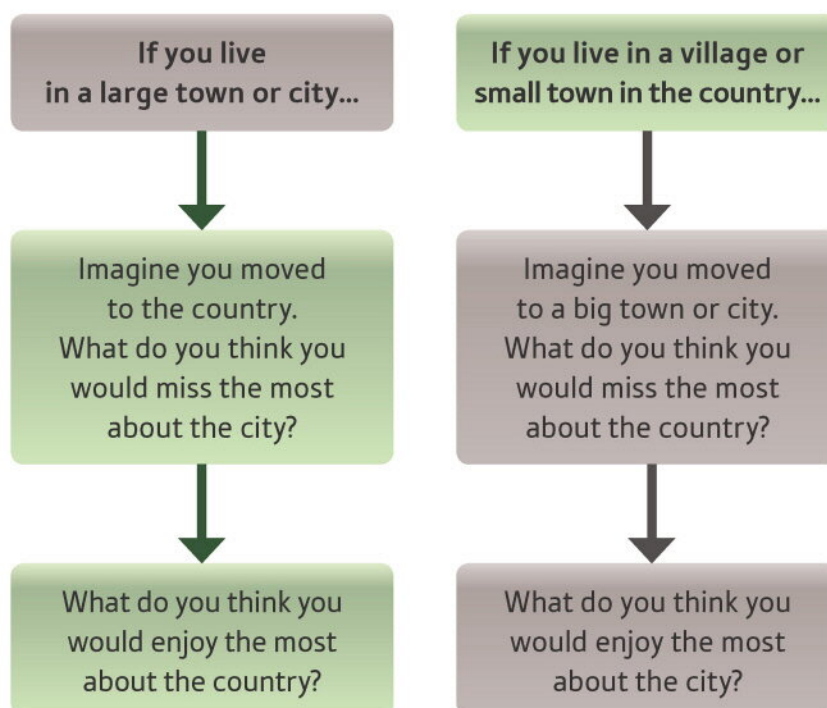 If you live
in a large town or city...
Imagine you moved
to the country.
What do you think you
would miss the most
about the city?
What do you think you
would enjoy the most
about the country?
If you live in a village or
small town in the country...
Imagine you moved
to a big town or city.
What do you think you
would miss the most
about the country?
What do you think you
would enjoy the most
about the city?